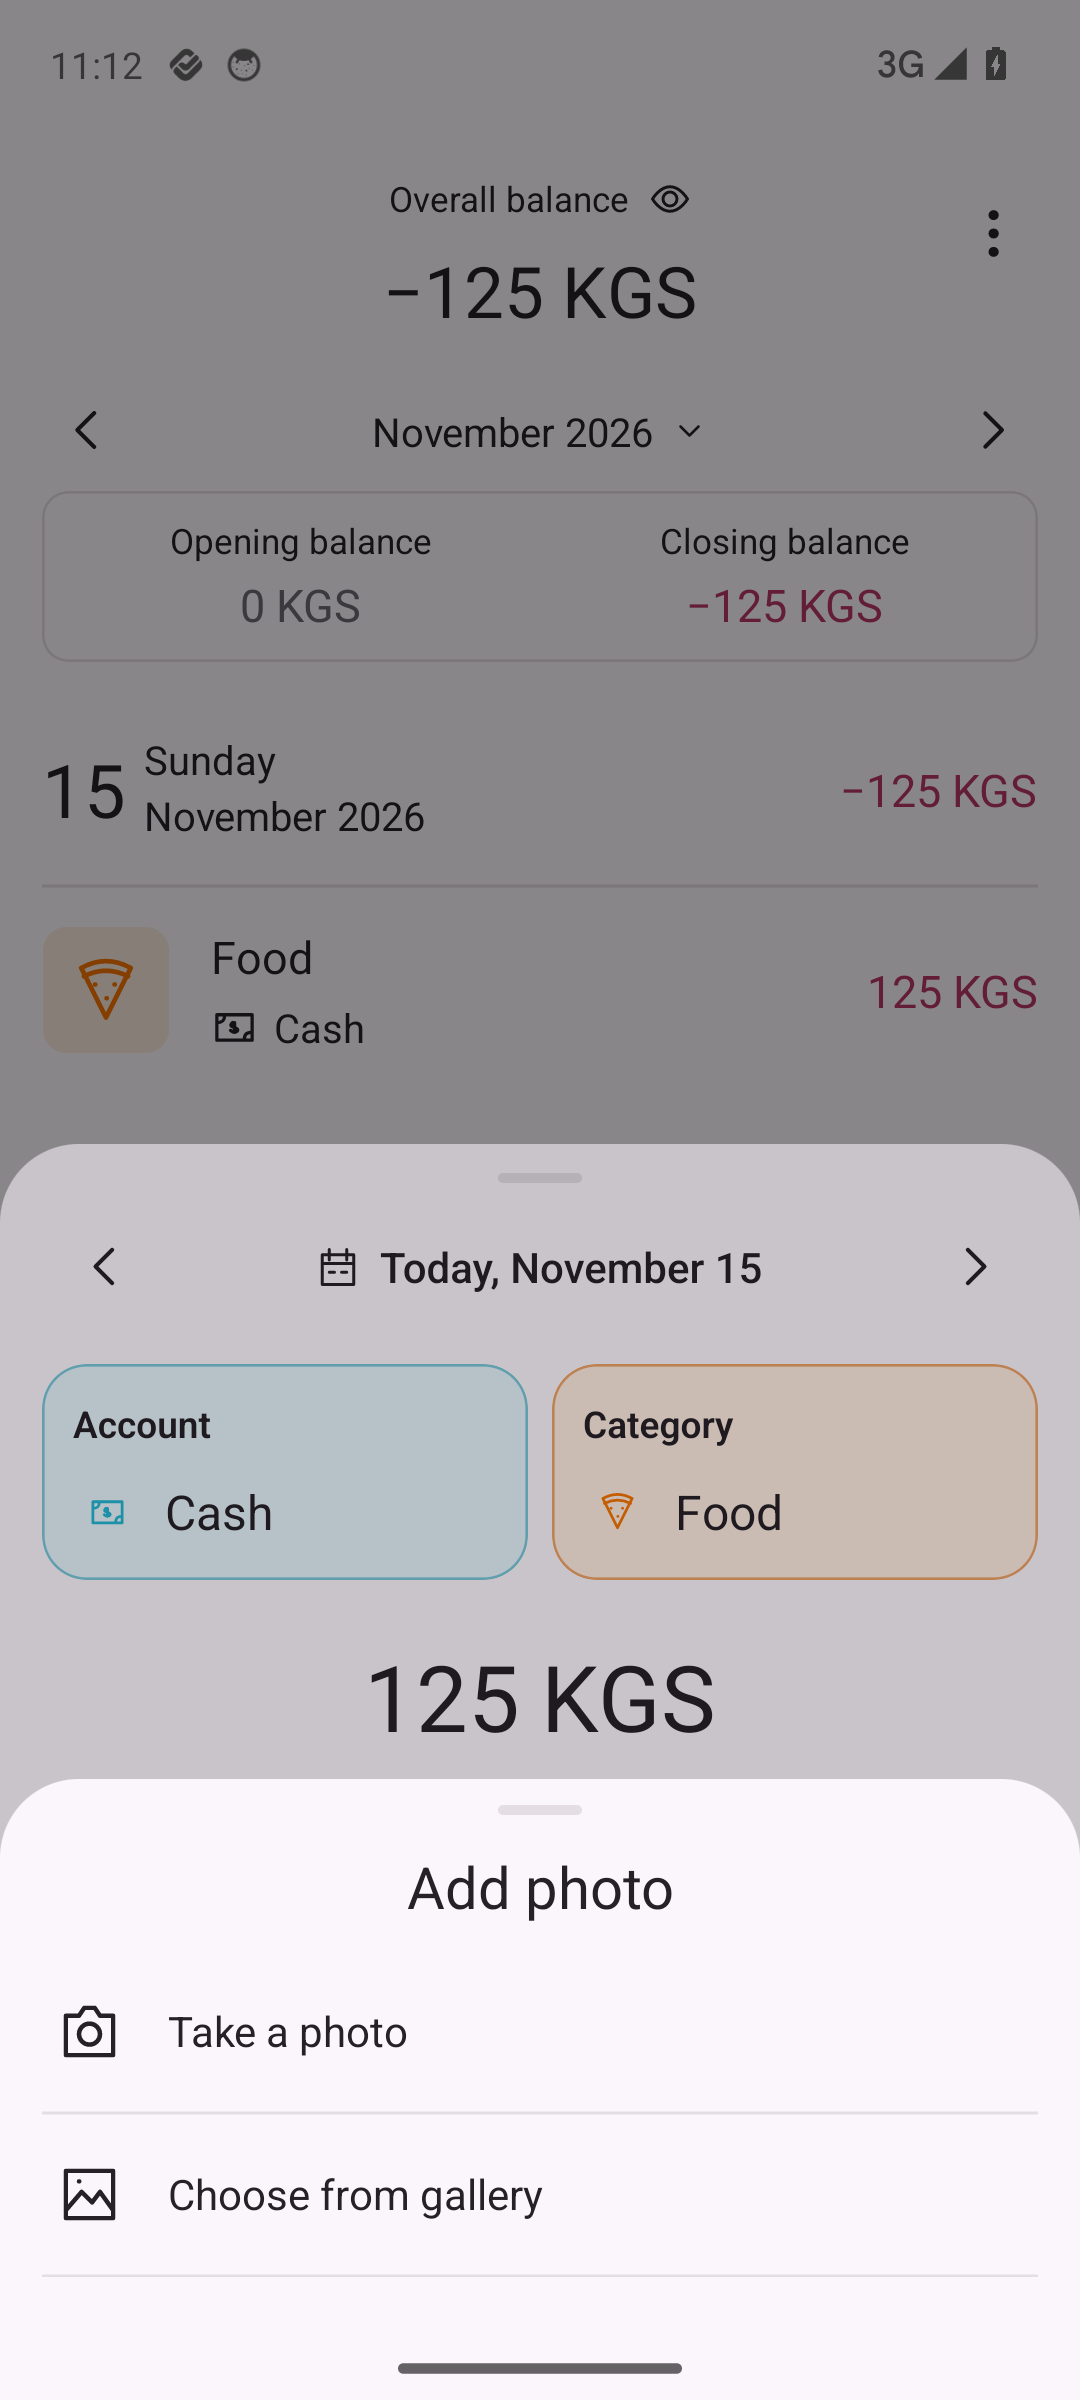 11:12
3G
Overall balance
−125 KGS
November 2026
Opening balance
Closing balance
0 KGS
−125 KGS
15
Sunday
November 2026
−125 KGS
Food
Cash
125 KGS
Today, November 15
Account
Category
Cash
Food
125 KGS
Add photo
Take a photo
Choose from gallery